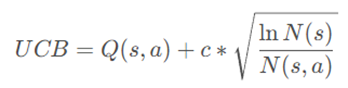 UCB = Q(s, a) + c * √(ln N(s) / N(s, a))